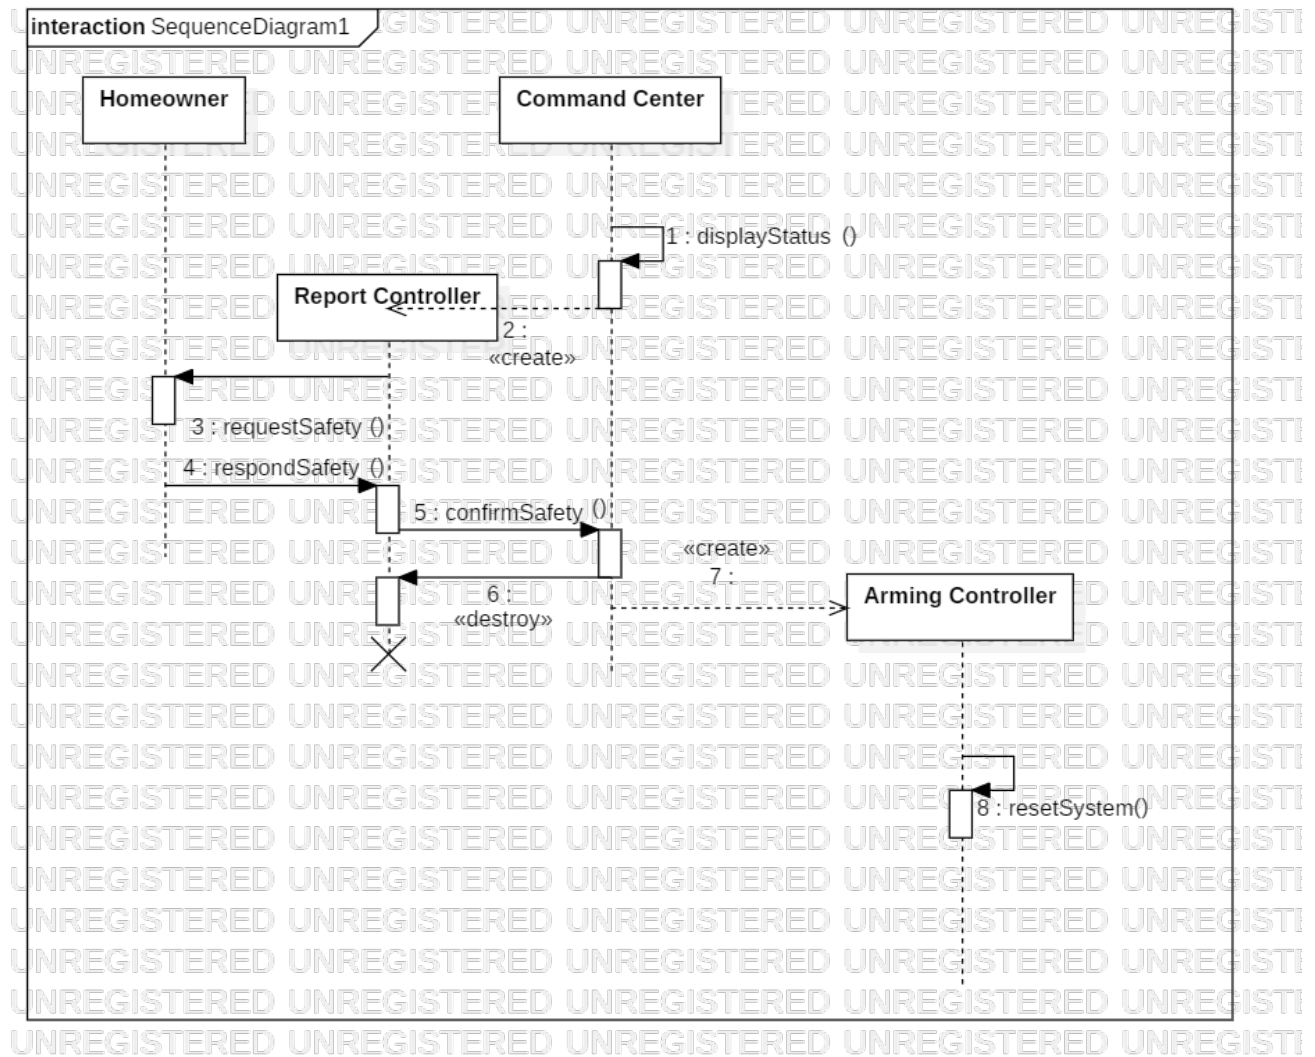 interaction SequenceDiagram1
Homeowner
Command Center
1 : displayStatus ()
Report Controller
2 :
«create»
3 : requestSafety ()
4 : respondSafety ()
5 : confirmSafety ()
«create»
7 :
6 :
«destroy»
Arming Controller
8 : resetSystem()
UNREGISTERED